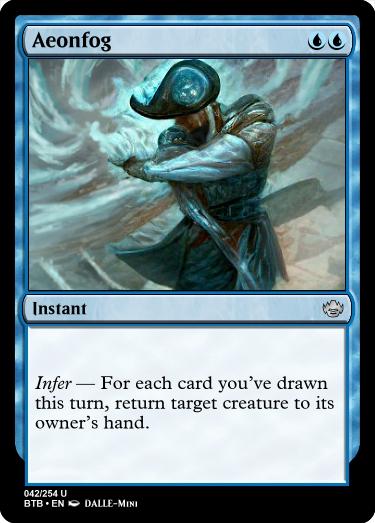 Aeonfog
Instant
Infer — For each card you've drawn
this turn, return target creature to its
owner's hand.
042/254 U
BTB • EN DALLE-Mini